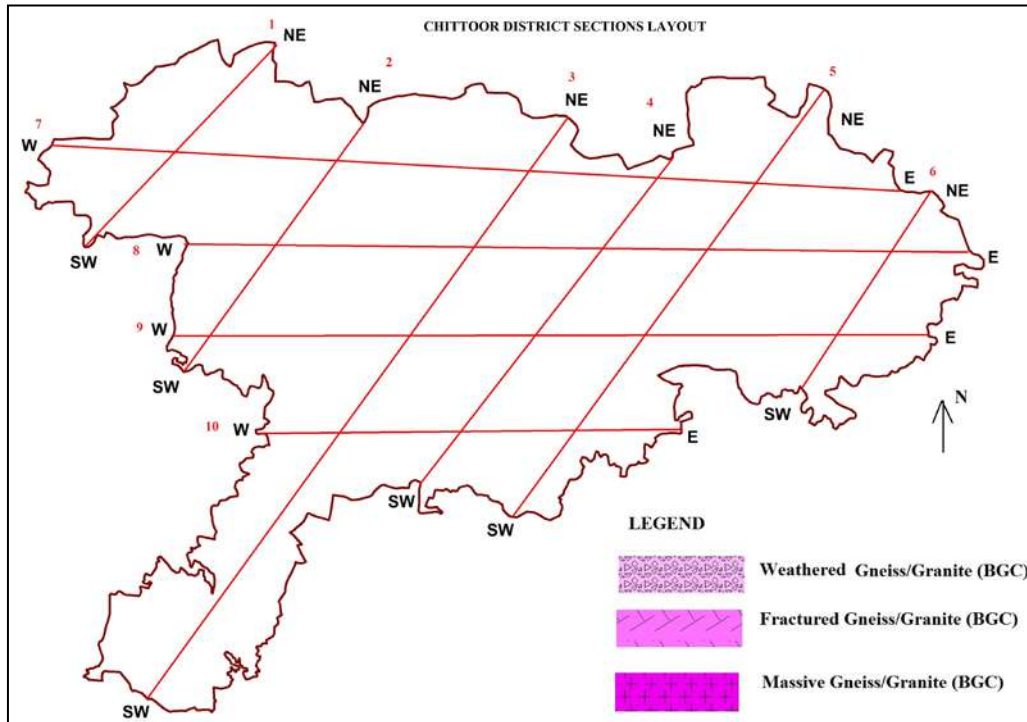 CHITTOOR DISTRICT SECTIONS LAYOUT
1
NE
2
NE
3
NE
4
NE
5
NE
6
NE
7
W
E
SW
8
W
E
9
W
E
SW
SW
10
W
E
N
SW
SW
SW
LEGEND
Weathered Gneiss/Granite (BGC)
Fractured Gneiss/Granite (BGC)
Massive Gneiss/Granite (BGC)